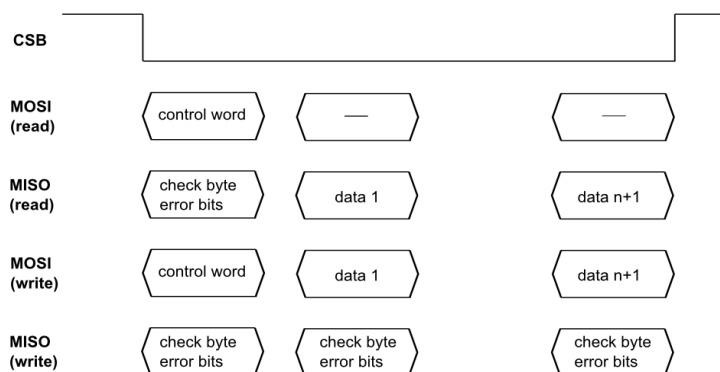 CSB
MOSI
(read)
control word
—
—
MISO
(read)
check byte
error bits
data 1
data n+1
MOSI
(write)
control word
data 1
data n+1
MISO
(write)
check byte
error bits
check byte
error bits
check byte
error bits